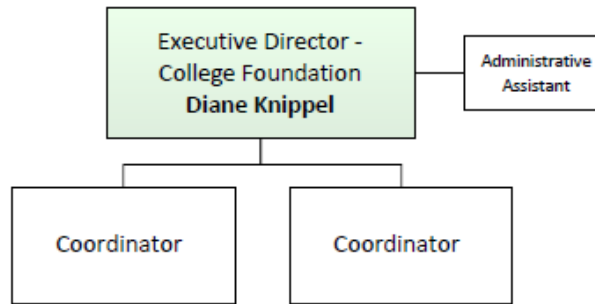 Executive Director -
College Foundation
Diane Knippel
Administrative
Assistant
Coordinator
Coordinator